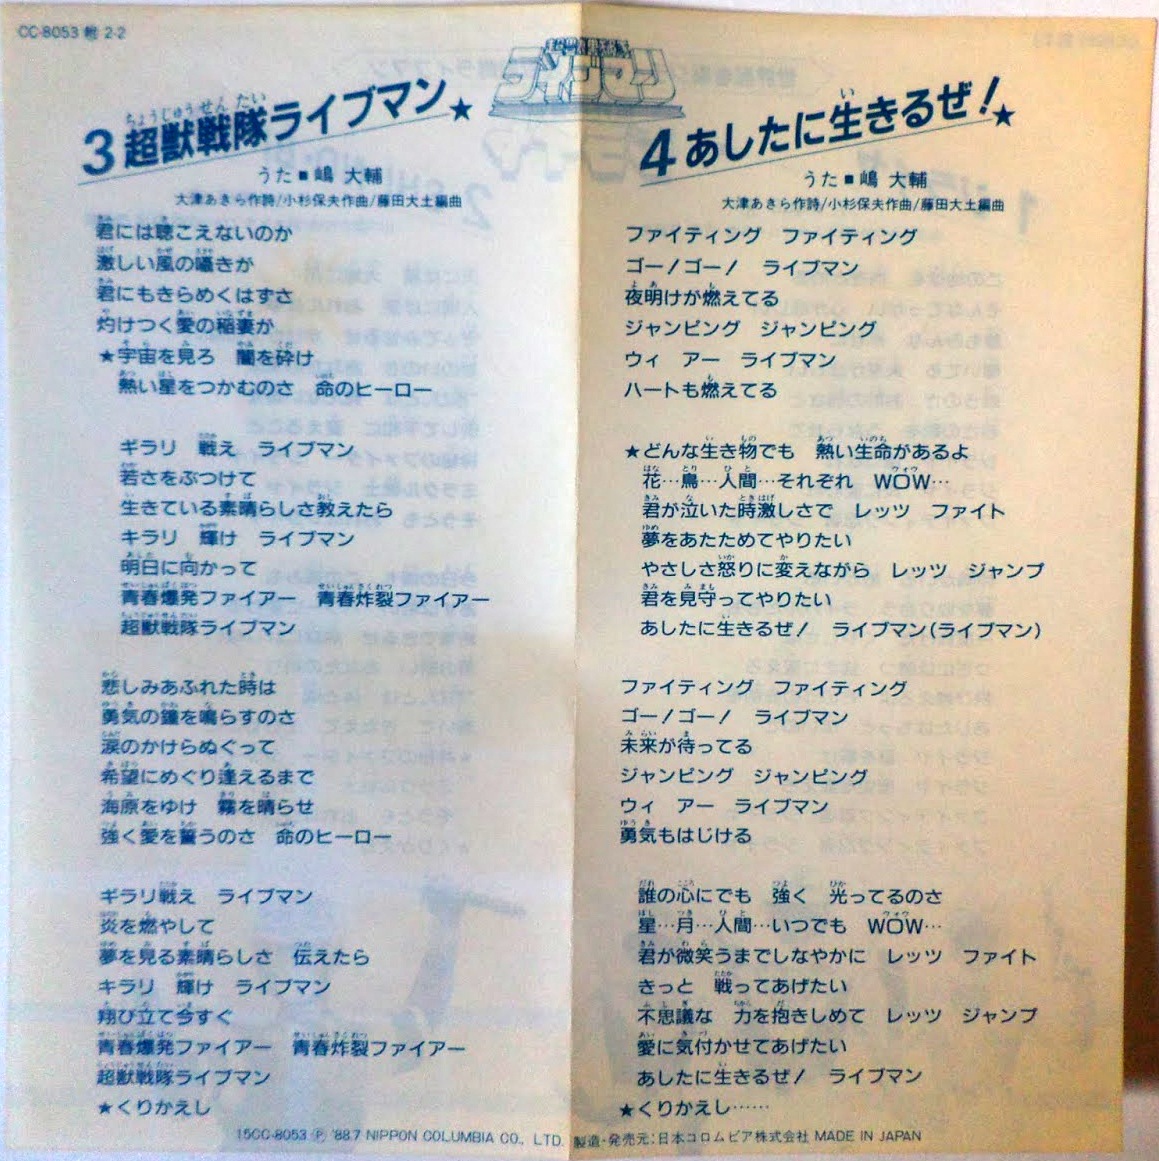 CC-8053 ㊙ 2-2
ライブマン
3 超獣戦隊ライブマン★
うた■嶋 大輔
大津あきら作詩/小杉保夫作曲/藤田大土編曲
君には聴こえないのか
激しい風の囁きが
君にもきらめくはずさ
灼けつく愛の稲妻が
★宇宙を見ろ 闇を砕け
熱い星をつかむのさ 命のヒーロー
ギラリ 戦え ライブマン
若さをぶつけて
生きている素晴らしさ教えたら
キラリ 輝け ライブマン
明日に向かって
青春爆発ファイアー 青春炸裂ファイアー
超獣戦隊ライブマン
悲しみあふれた時は
勇気の鐘を鳴らすのさ
涙のかけらぬぐって
希望にめぐり逢えるまで
海原をゆけ 霧を晴らせ
強く愛を誓うのさ 命のヒーロー
ギラリ戦え ライブマン
炎を燃やして
夢を見る素晴らしさ 伝えたら
キラリ 輝け ライブマン
翔び立て今すぐ
青春爆発ファイアー 青春炸裂ファイアー
超獣戦隊ライブマン
★くりかえし
4 あしたに生きるぜ！★
うた■嶋 大輔
大津あきら作詩/小杉保夫作曲/藤田大土編曲
ファイティング ファイティング
ゴー！ゴー！ ライブマン
夜明けが燃えてる
ジャンピング ジャンピング
ウィ アー ライブマン
ハートも燃えてる
★どんな生き物でも 熱い生命があるよ
花…鳥…人間…それぞれ WOW…
君が泣いた時激しさで レッツ ファイト
夢をあたためてやりたい
やさしさ怒りに変えながら レッツ ジャンプ
君を見守ってやりたい
あしたに生きるぜ！ ライブマン(ライブマン)
ファイティング ファイティング
ゴー！ゴー！ ライブマン
未来が待ってる
ジャンピング ジャンピング
ウィ アー ライブマン
勇気もはじける
誰の心にでも 強く 光ってるのさ
星…月…人間…いつでも WOW…
君が微笑うまでしなやかに レッツ ファイト
きっと 戦ってあげたい
不思議な 力を抱きしめて レッツ ジャンプ
愛に気付かせてあげたい
あしたに生きるぜ！ ライブマン
★くりかえし……
15CC-8053 Ⓟ '88.7 NIPPON COLUMBIA CO., LTD. 製造・発売元：日本コロムビア株式会社 MADE IN JAPAN